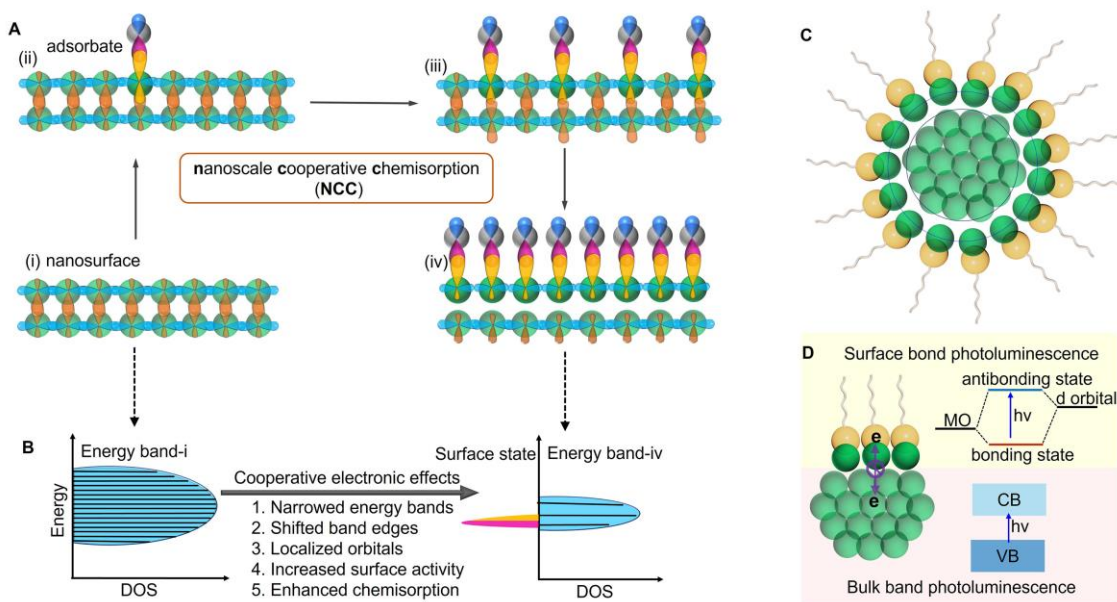 A
adsorbate
(ii)
(iii)
nanoscale cooperative chemisorption
(NCC)
(i) nanosurface
(iv)
B
Energy band-i
Energy
DOS
Cooperative electronic effects
1. Narrowed energy bands
2. Shifted band edges
3. Localized orbitals
4. Increased surface activity
5. Enhanced chemisorption
Surface state
Energy band-iv
DOS
C
D
Surface bond photoluminescence
antibonding state
d orbital
MO
hv
bonding state
e
e
CB
hv
VB
Bulk band photoluminescence